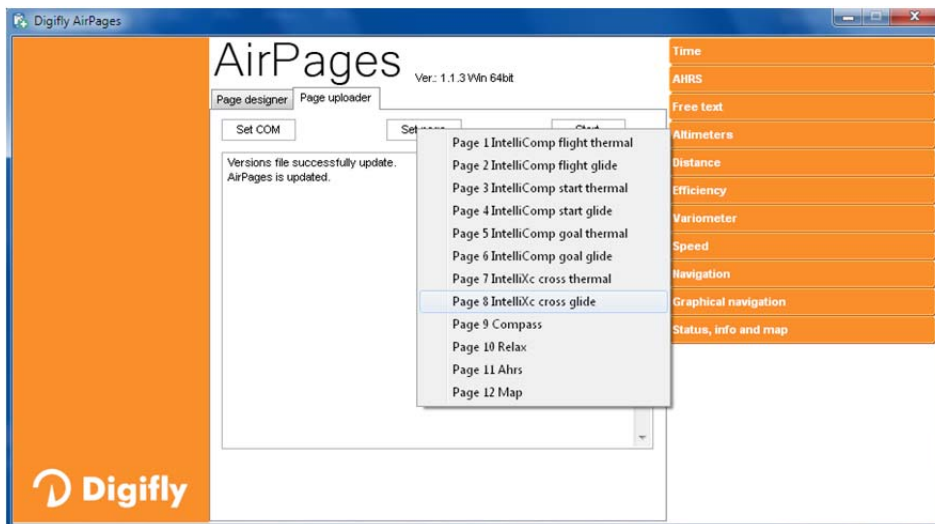 Digifly AirPages
AirPages Ver.: 1.1.3 Win 64bit
Page designer Page uploader
Set COM
Versions file successfully update.
AirPages is updated.
Page 1 IntelliComp flight thermal
Page 2 IntelliComp flight glide
Page 3 IntelliComp start thermal
Page 4 IntelliComp start glide
Page 5 IntelliComp goal thermal
Page 6 IntelliComp goal glide
Page 7 IntelliXc cross thermal
Page 8 IntelliXc cross glide
Page 9 Compass
Page 10 Relax
Page 11 Ahrs
Page 12 Map
Time
AHRS
Free text
Altimeters
Distance
Efficiency
Variometer
Speed
Navigation
Graphical navigation
Status, info and map
Digifly